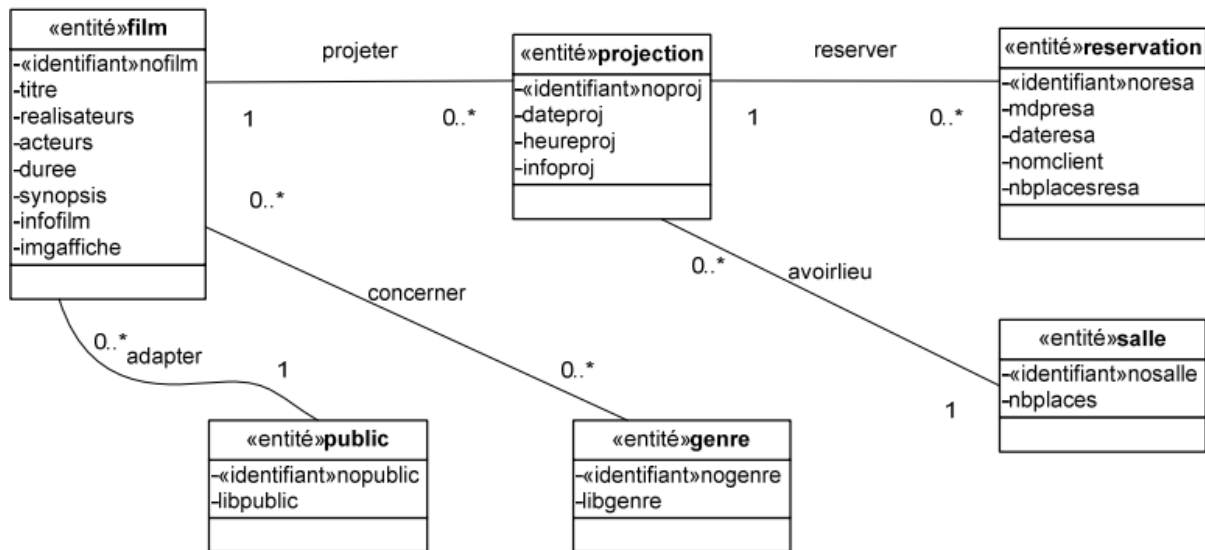 «entité»film
-«identifiant»nofilm
-titre
-realisateurs
-acteurs
-duree
-synopsis
-infofilm
-imgaffiche
projeter
1
0..*
«entité»projection
-«identifiant»noproj
-dateproj
-heureproj
-infoproj
reserver
1
0..*
«entité»reservation
-«identifiant»noresa
-mdpresa
-dateresa
-nomclient
-nbplacesresa
0..*
concerner
0..*
0..*
avoirlieu
1
0..*
adapter
1
«entité»salle
-«identifiant»nosalle
-nbplaces
«entité»public
-«identifiant»nopublic
-libpublic
«entité»genre
-«identifiant»nogenre
-libgenre